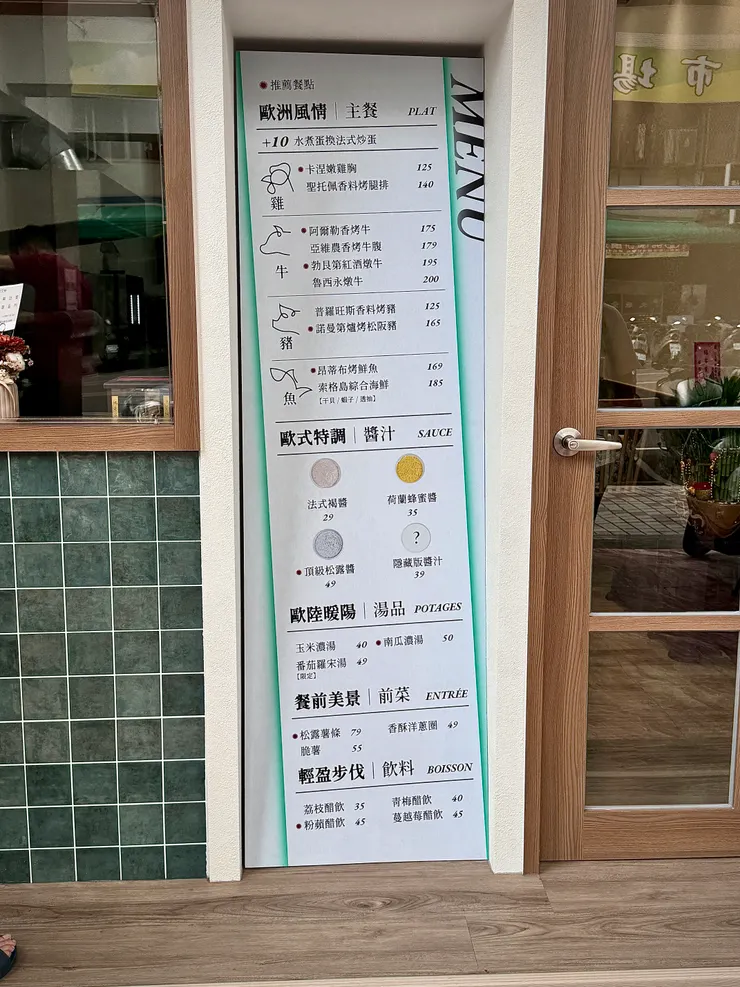 市場
MENU
推薦餐點
歐洲風情 | 主餐 PLAT
+10 水煮蛋換法式炒蛋
雞
卡涅嫩雞胸 125
聖托佩香料烤腿排 140
牛
阿爾勒香烤牛 175
亞維農香烤牛腹 179
勃艮第紅酒燉牛 195
魯西永燉牛 200
豬
普羅旺斯香料烤豬 125
諾曼第爐烤松阪豬 165
魚
昂蒂布烤鮮魚 169
索格島綜合海鮮 185
【干貝 / 蝦子 / 透抽】
歐式特調 | 醬汁 SAUCE
法式褐醬 29
荷蘭蜂蜜醬 35
?
頂級松露醬 49
隱藏版醬汁 39
歐陸暖陽 | 湯品 POTAGES
玉米濃湯 40 南瓜濃湯 50
番茄羅宋湯 49
【限定】
餐前美景 | 前菜 ENTRÉE
松露薯條 79 香酥洋蔥圈 49
脆薯 55
輕盈步伐 | 飲料 BOISSON
荔枝醋飲 35 青梅醋飲 40
粉蘋醋飲 45 蔓越莓醋飲 45